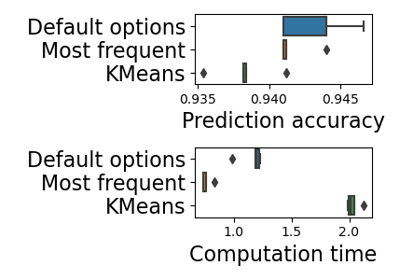 Default options
Most frequent
KMeans
0.935 0.940 0.945
Prediction accuracy
Default options
Most frequent
KMeans
1.0 1.5 2.0
Computation time